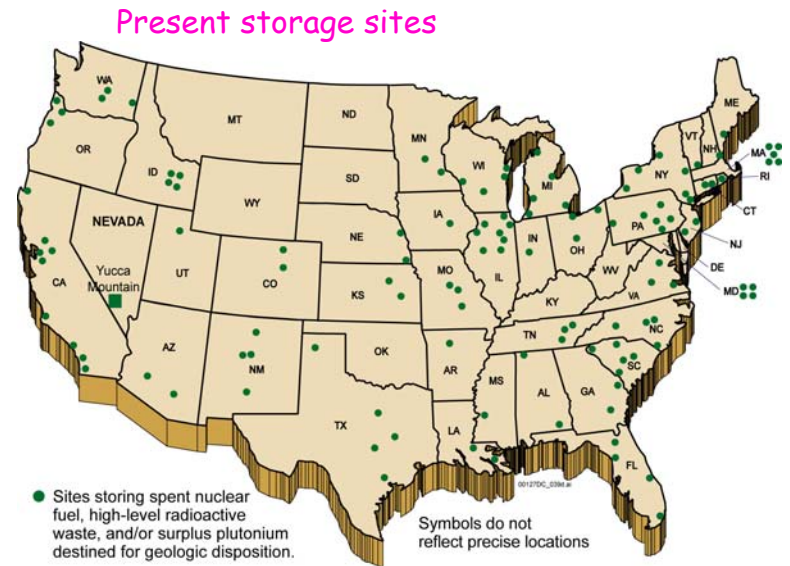 Present storage sites
WA
MT
ND
MN
ME
VT
NH
MA
RI
CT
OR
ID
SD
WI
MI
NY
WY
IA
NE
PA
NJ
NEVADA
UT
CO
IL
IN
OH
WV
DE
MD
CA
Yucca
Mountain
KS
MO
KY
VA
AZ
NM
OK
AR
TN
NC
SC
MS
AL
GA
TX
LA
FL
00127DC_039d.ai
Sites storing spent nuclear
fuel, high-level radioactive
waste, and/or surplus plutonium
destined for geologic disposition.
Symbols do not
reflect precise locations